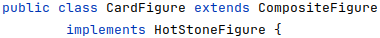 public class CardFigure extends CompositeFigure
        implements HotStoneFigure {